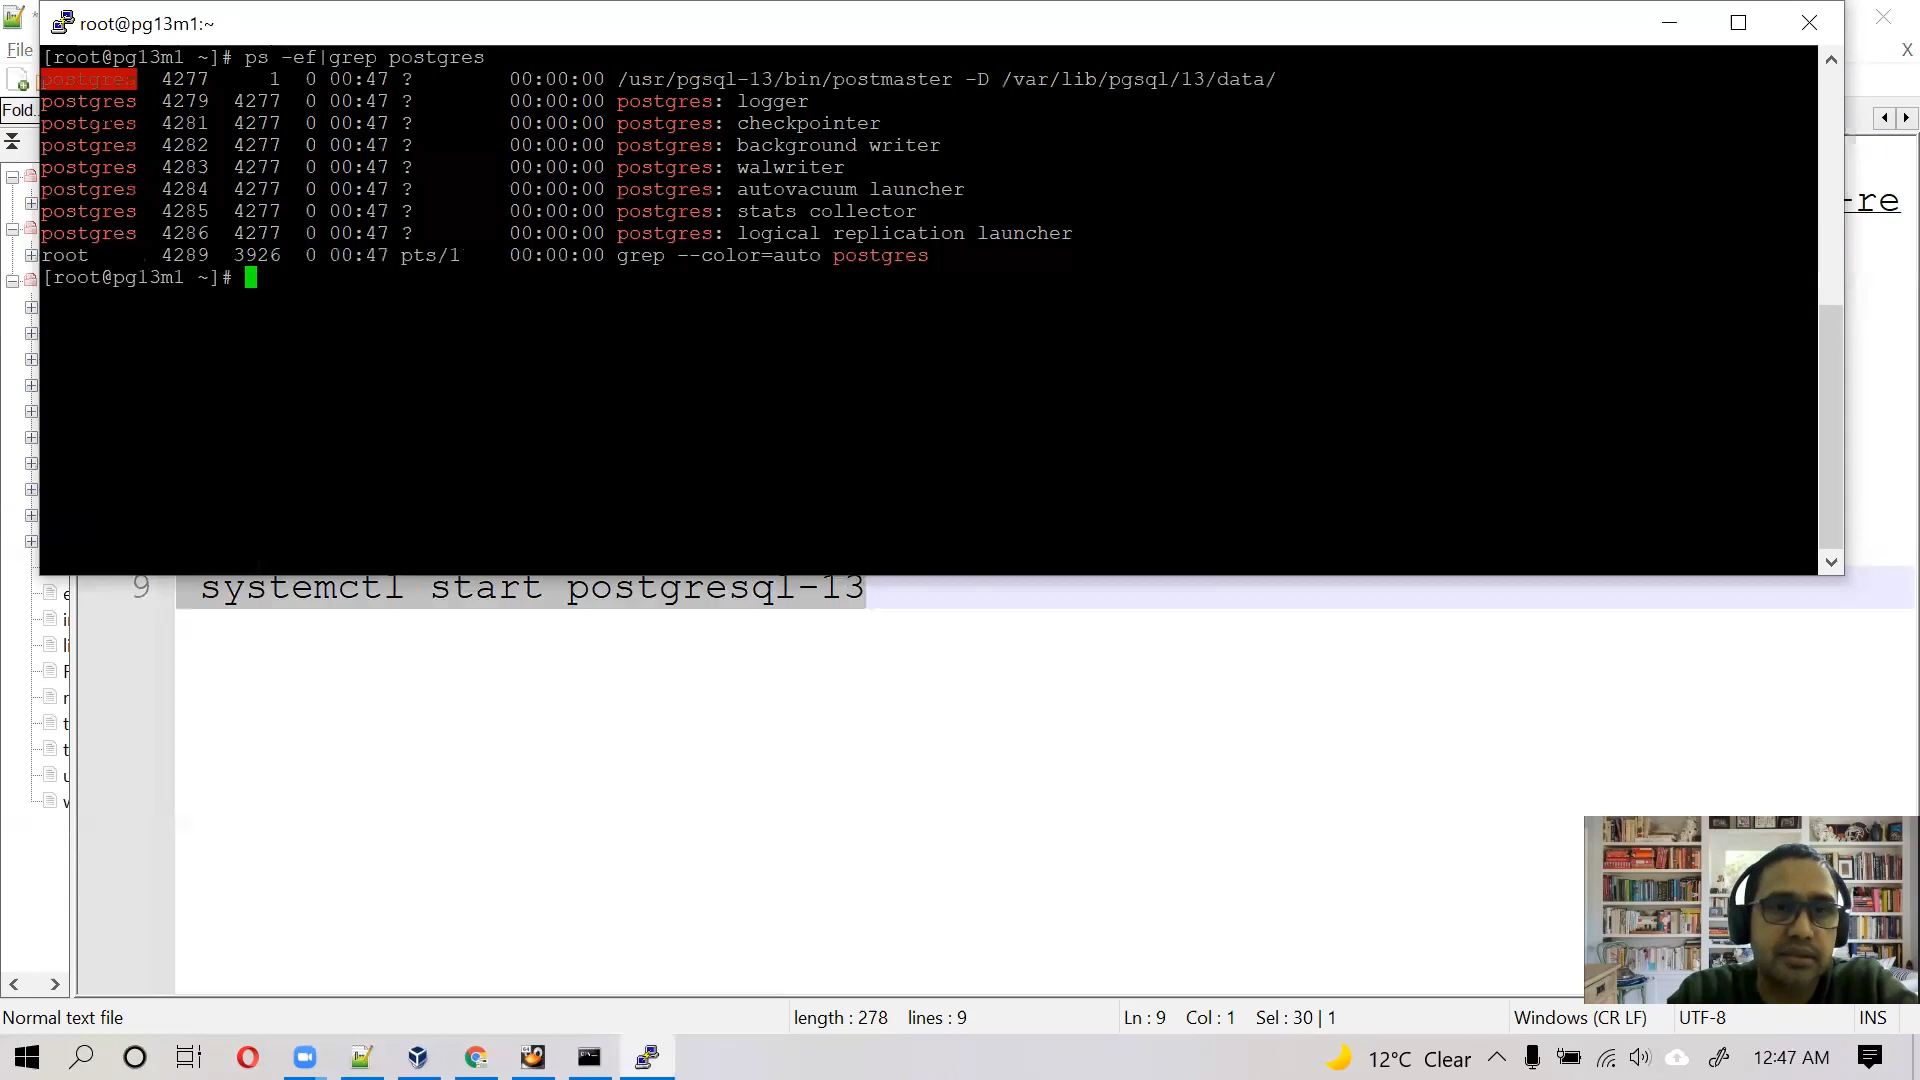 root@pg13m1:~
[root@pg13m1 ~]# ps -ef|grep postgres
postgres 4277 1 0 00:47 ? 00:00:00 /usr/pgsql-13/bin/postmaster -D /var/lib/pgsql/13/data/
postgres 4279 4277 0 00:47 ? 00:00:00 postgres: logger
postgres 4281 4277 0 00:47 ? 00:00:00 postgres: checkpointer
postgres 4282 4277 0 00:47 ? 00:00:00 postgres: background writer
postgres 4283 4277 0 00:47 ? 00:00:00 postgres: walwriter
postgres 4284 4277 0 00:47 ? 00:00:00 postgres: autovacuum launcher
postgres 4285 4277 0 00:47 ? 00:00:00 postgres: stats collector
postgres 4286 4277 0 00:47 ? 00:00:00 postgres: logical replication launcher
root 4289 3926 0 00:47 pts/1 00:00:00 grep --color=auto postgres
[root@pg13m1 ~]#
File
X
Fold..
-re
9 systemctl start postgresql-13
Normal text file length : 278 lines : 9 Ln : 9 Col : 1 Sel : 30 | 1 Windows (CR LF) UTF-8 INS
12°C Clear 12:47 AM